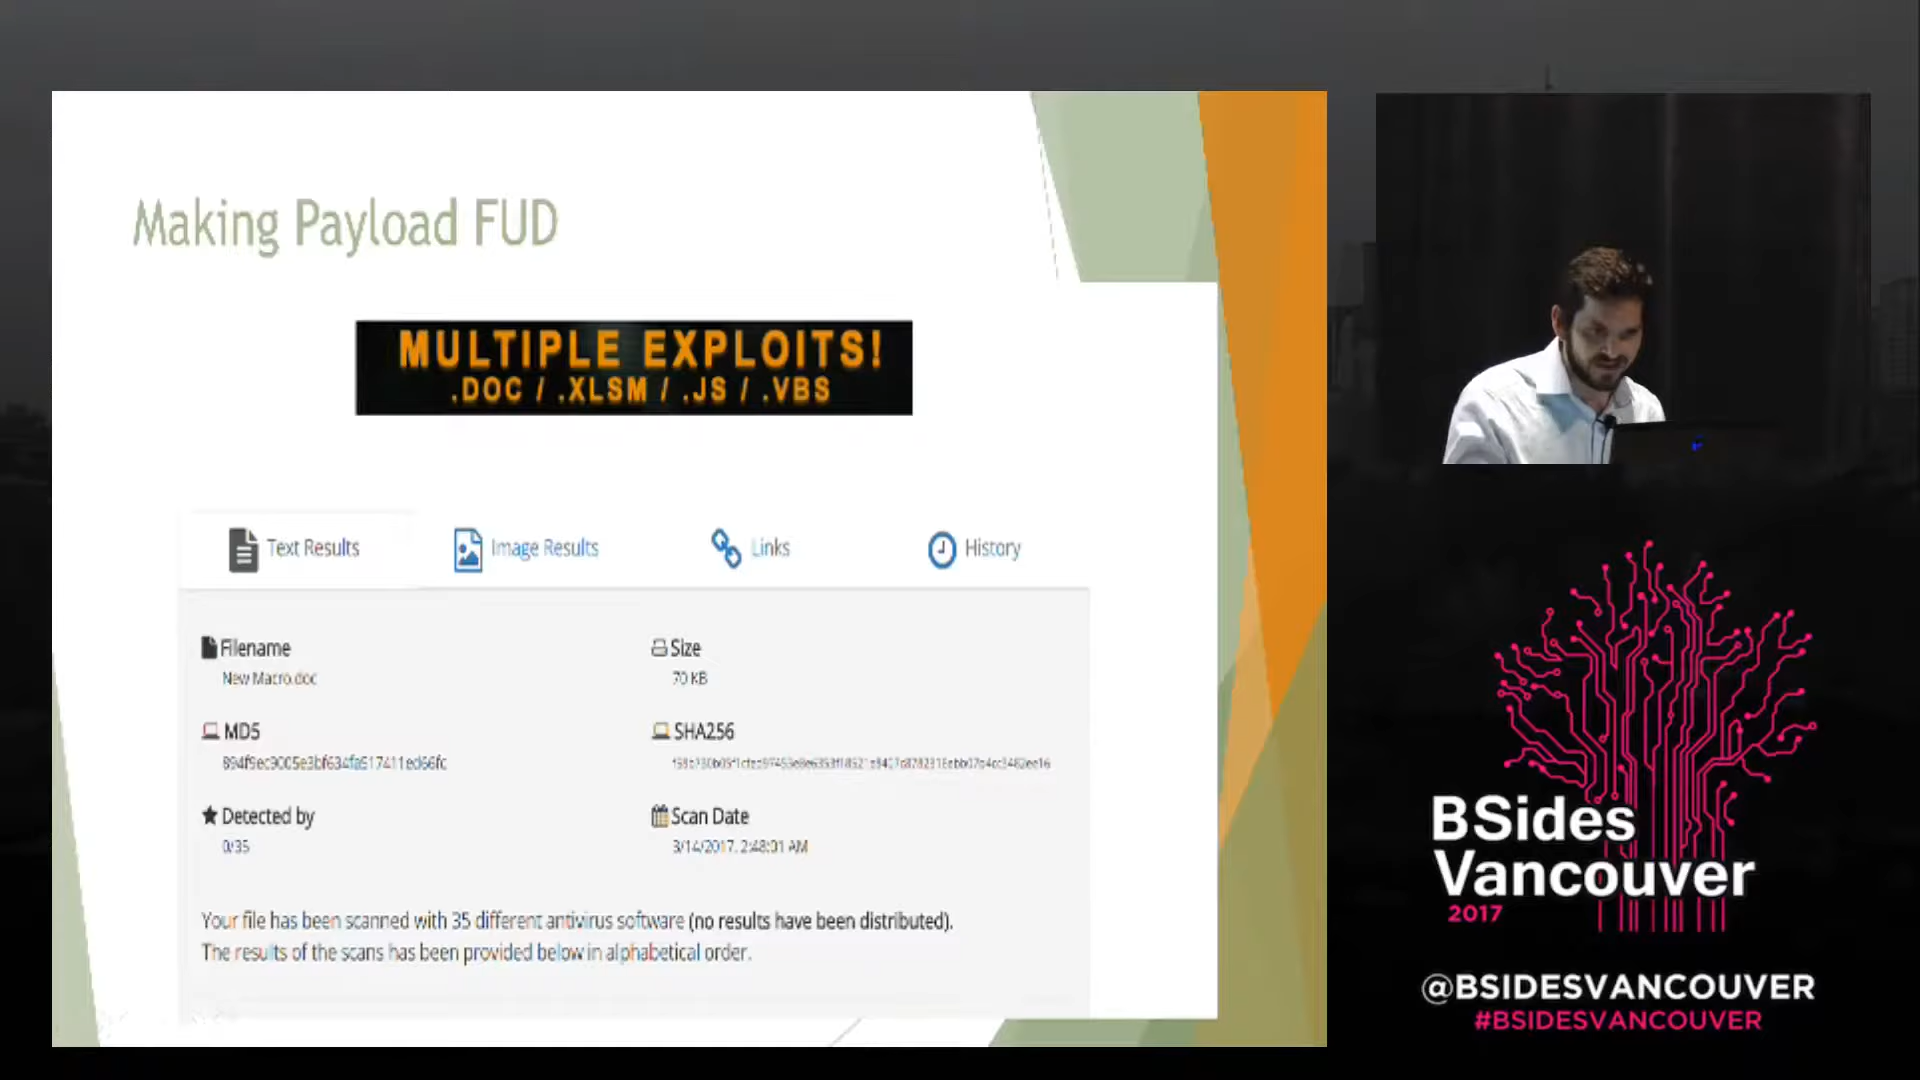 Making Payload FUD
MULTIPLE EXPLOITS!
.DOC / .XLSM / .JS / .VBS
Text Results
Image Results
Links
History
Filename
New Macro.doc
Size
70 KB
MD5
894f9ec3005e3bf634fa517411ed66fc
SHA256
Detected by
0/35
Scan Date
3/14/2017, 2:48:01 AM
Your file has been scanned with 35 different antivirus software (no results have been distributed).
The results of the scans has been provided below in alphabetical order.
BSides
Vancouver
2017
@BSIDESVANCOUVER
#BSIDESVANCOUVER